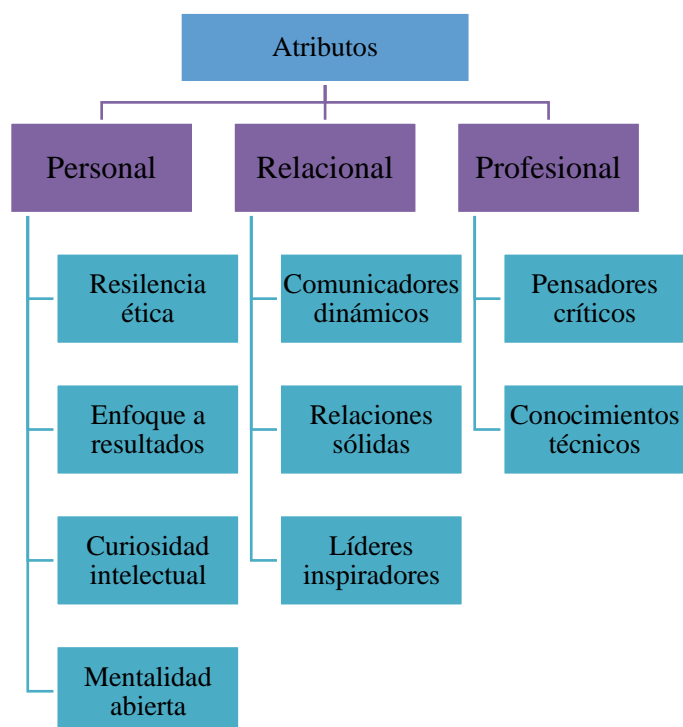 Atributos
Personal
Relacional
Profesional
Resilencia
ética
Enfoque a
resultados
Curiosidad
intelectual
Mentalidad
abierta
Comunicadores
dinámicos
Relaciones
sólidas
Líderes
inspiradores
Pensadores
críticos
Conocimientos
técnicos